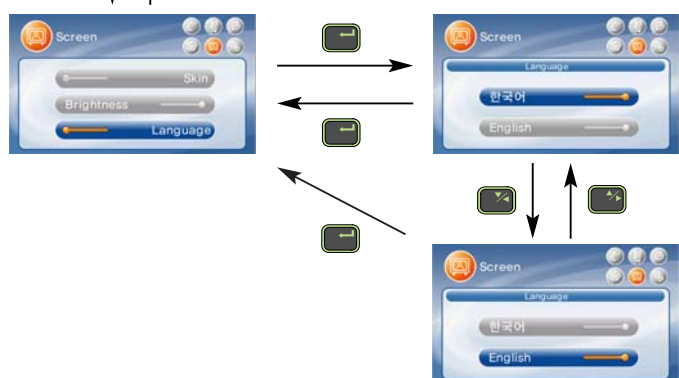 Screen
Skin
Brightness
Language
Screen
Language
한국어
English
Screen
Language
한국어
English